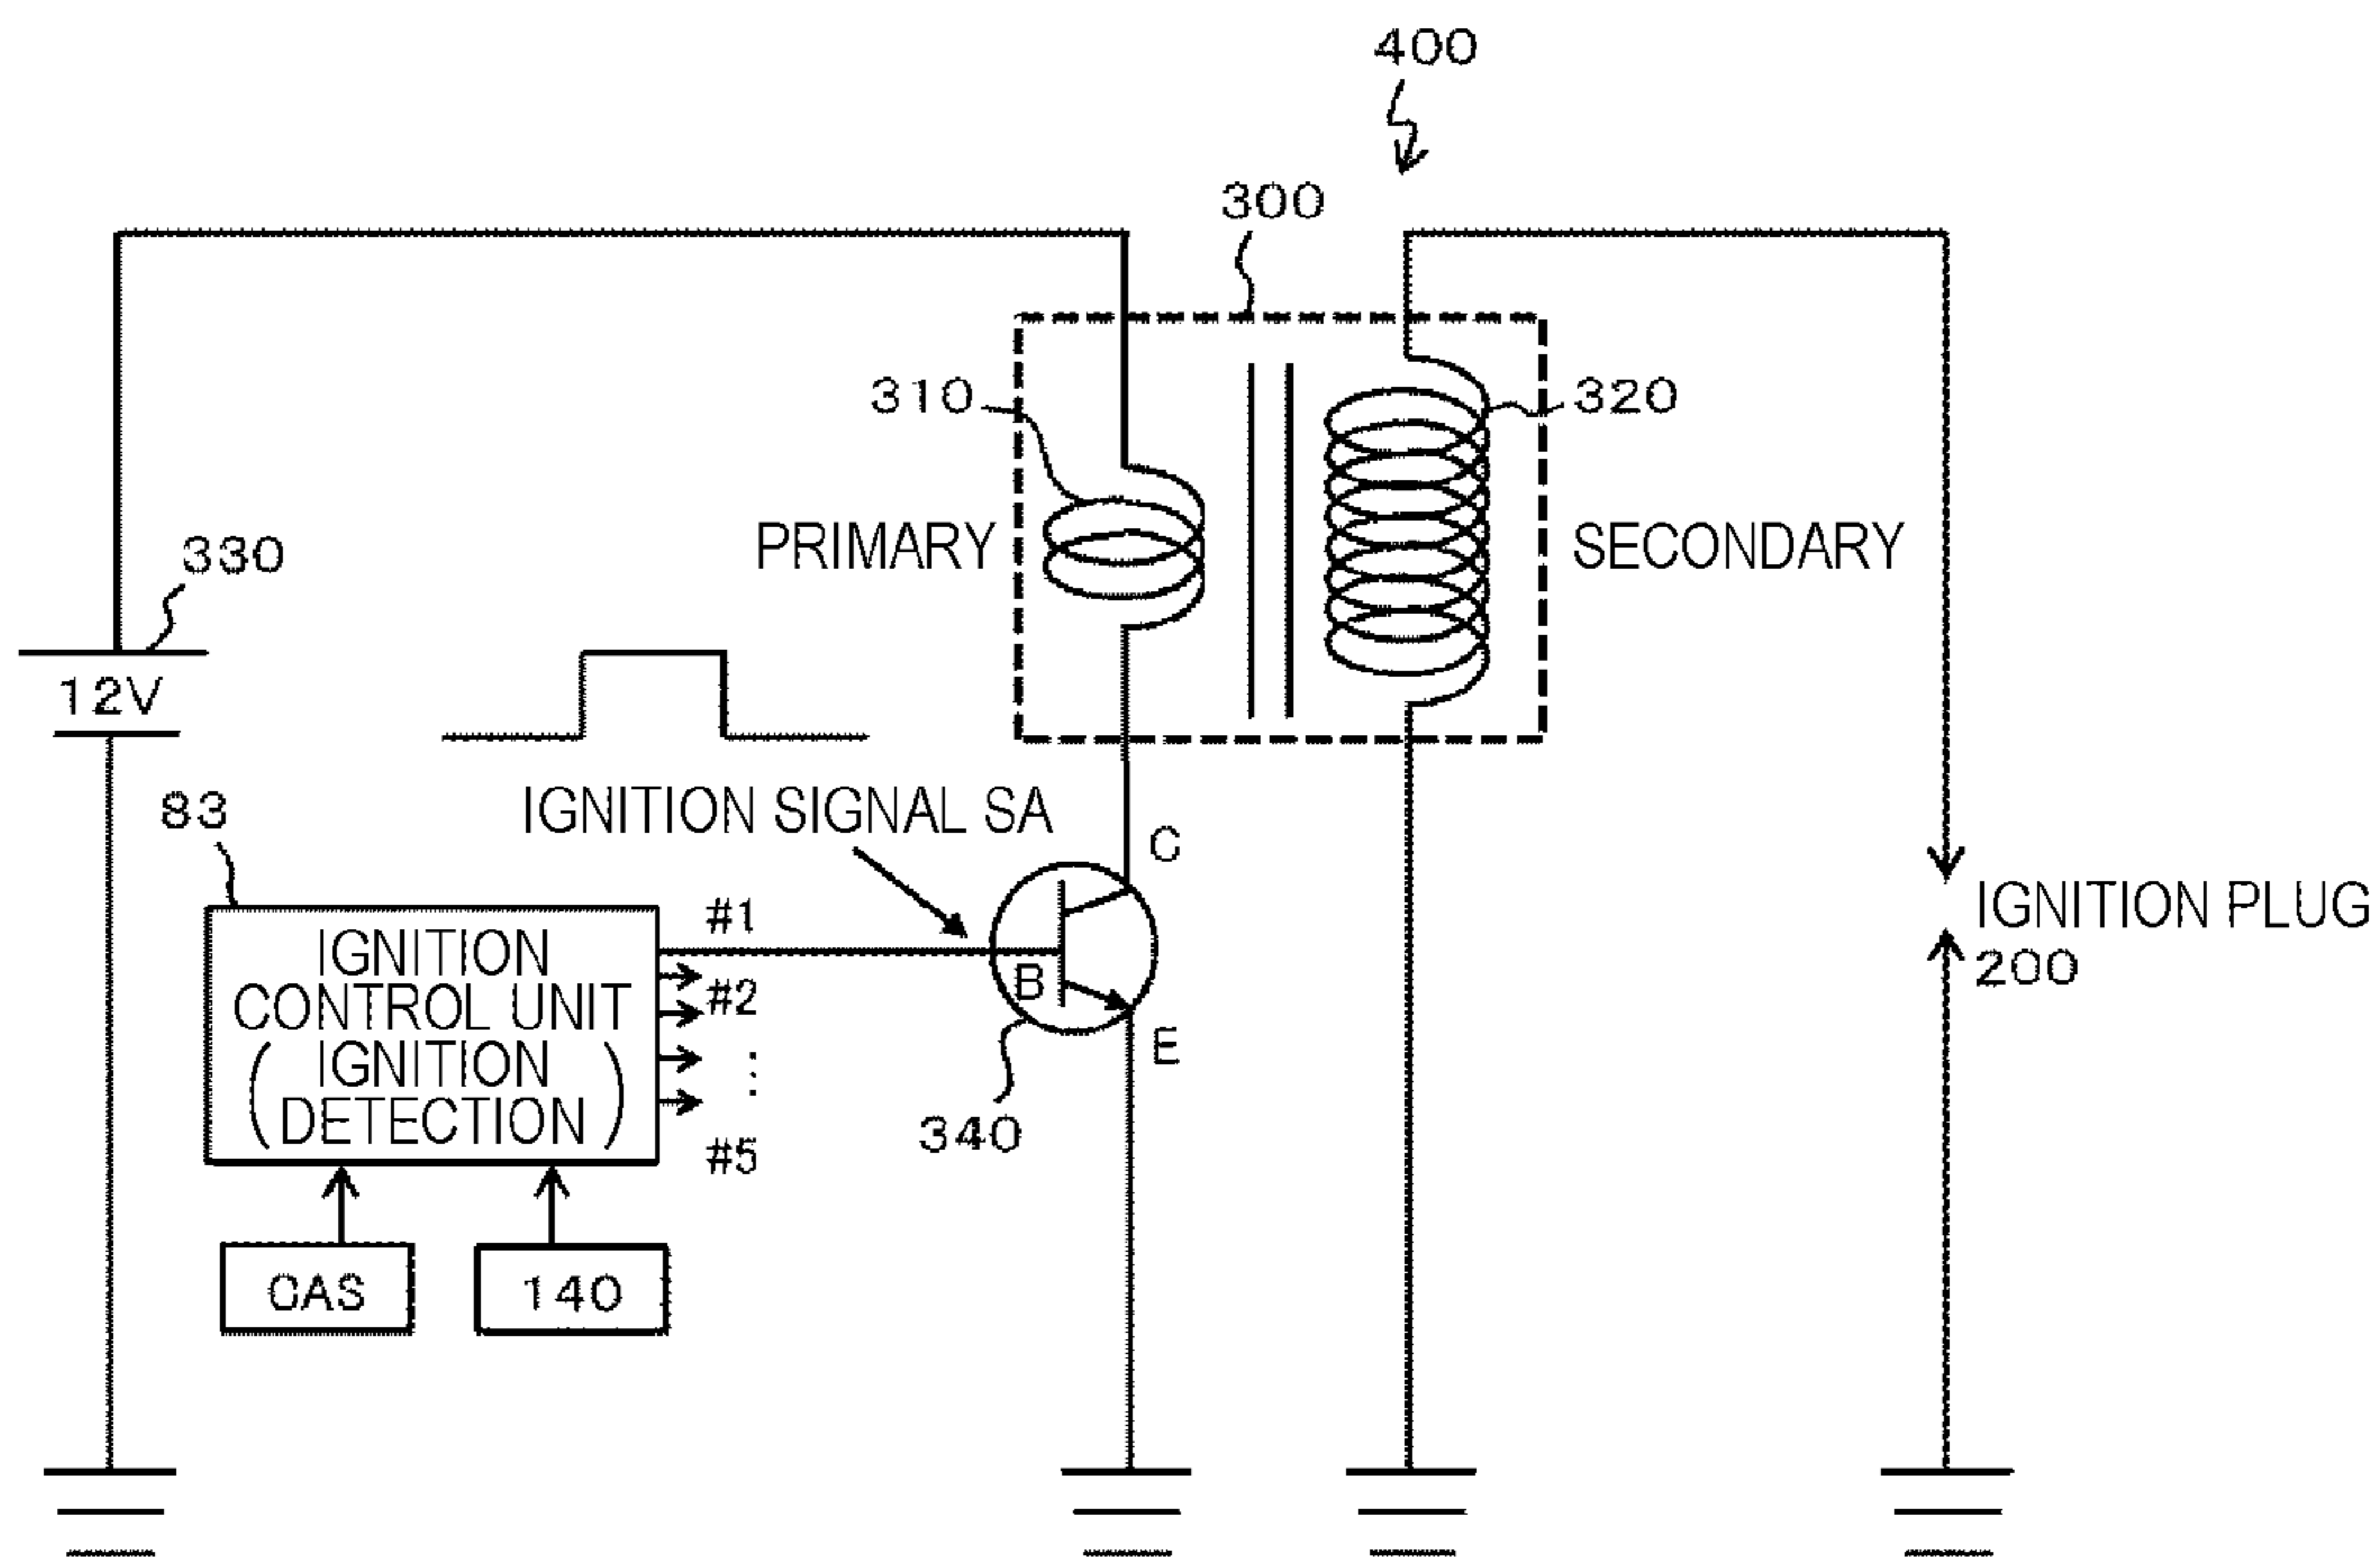 400
300
310
320
PRIMARY
SECONDARY
330
12V
83
IGNITION SIGNAL SA
C
#1
IGNITION
CONTROL UNIT
IGNITION
(DETECTION)
B
#2
:
E
#5
340
IGNITION PLUG
200
CAS
140